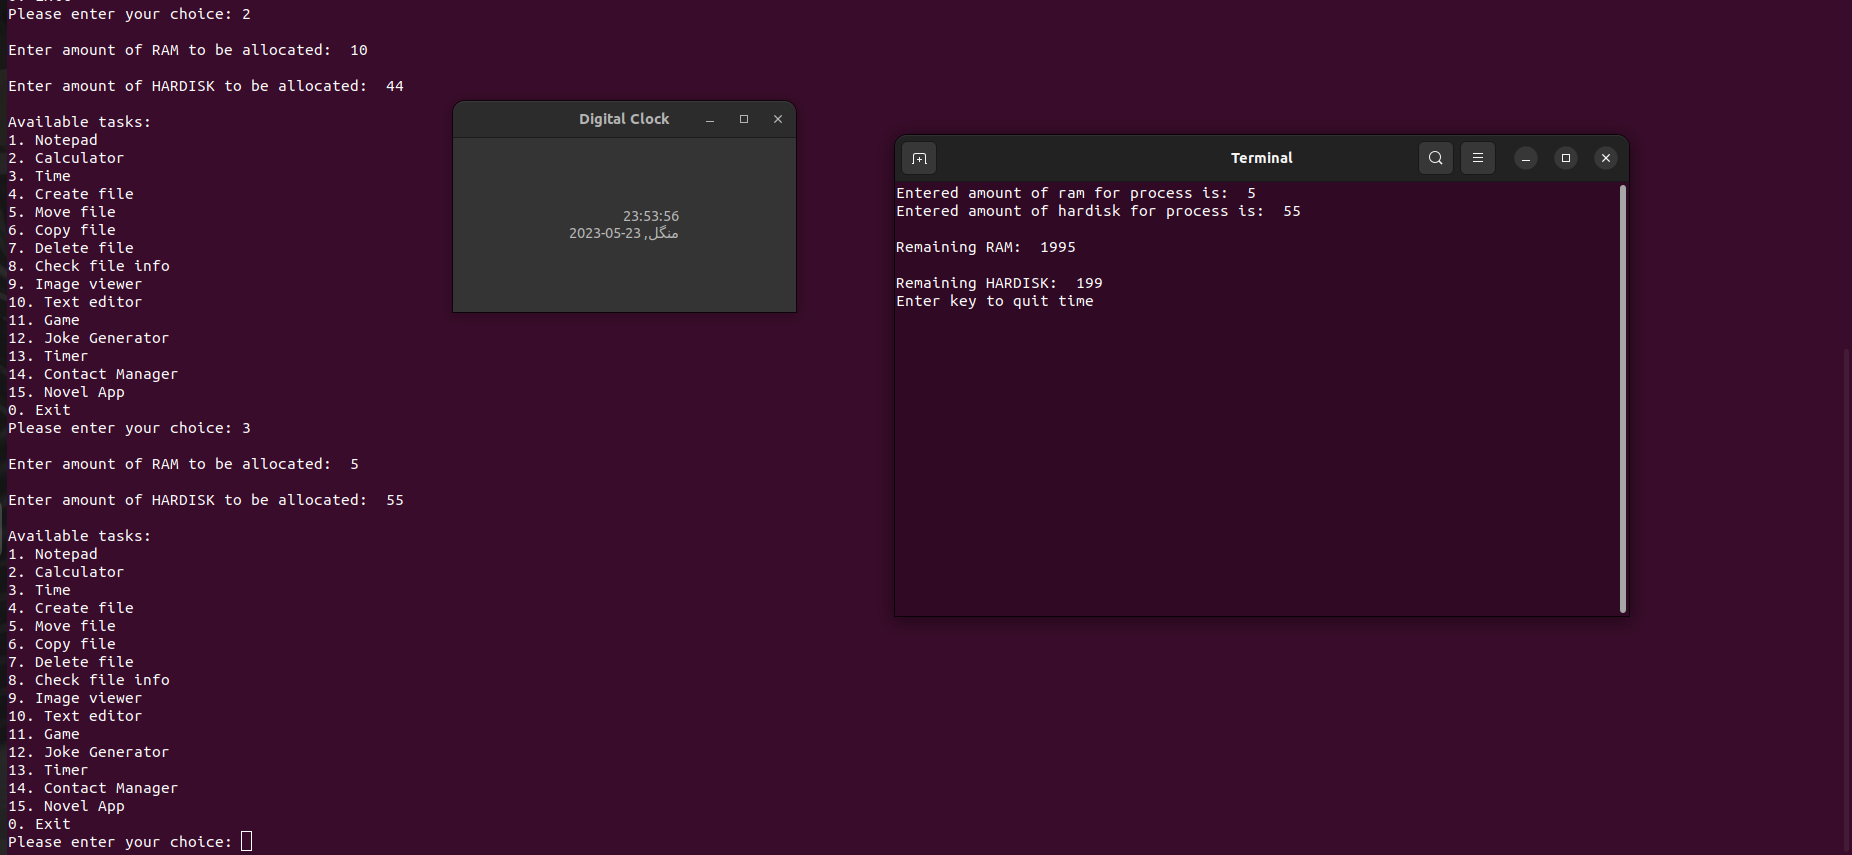 Please enter your choice: 2
Enter amount of RAM to be allocated:  10
Enter amount of HARDISK to be allocated:  44
Available tasks:
1. Notepad
2. Calculator
3. Time
4. Create file
5. Move file
6. Copy file
7. Delete file
8. Check file info
9. Image viewer
10. Text editor
11. Game
12. Joke Generator
13. Timer
14. Contact Manager
15. Novel App
0. Exit
Please enter your choice: 3
Enter amount of RAM to be allocated:  5
Enter amount of HARDISK to be allocated:  55
Available tasks:
1. Notepad
2. Calculator
3. Time
4. Create file
5. Move file
6. Copy file
7. Delete file
8. Check file info
9. Image viewer
10. Text editor
11. Game
12. Joke Generator
13. Timer
14. Contact Manager
15. Novel App
0. Exit
Please enter your choice:
Digital Clock
23:53:56
منگل, 23-05-2023
Terminal
Entered amount of ram for process is:  5
Entered amount of hardisk for process is:  55
Remaining RAM:  1995
Remaining HARDISK:  199
Enter key to quit time